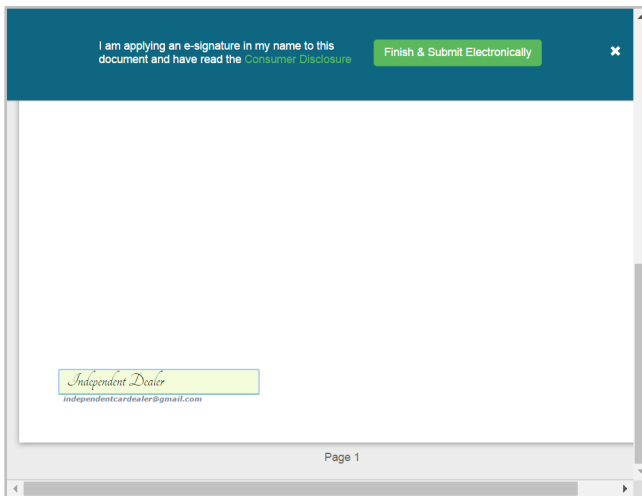 I am applying an e-signature in my name to this
document and have read the Consumer Disclosure
Finish & Submit Electronically
Independent Dealer
independentcardealer@gmail.com
Page 1